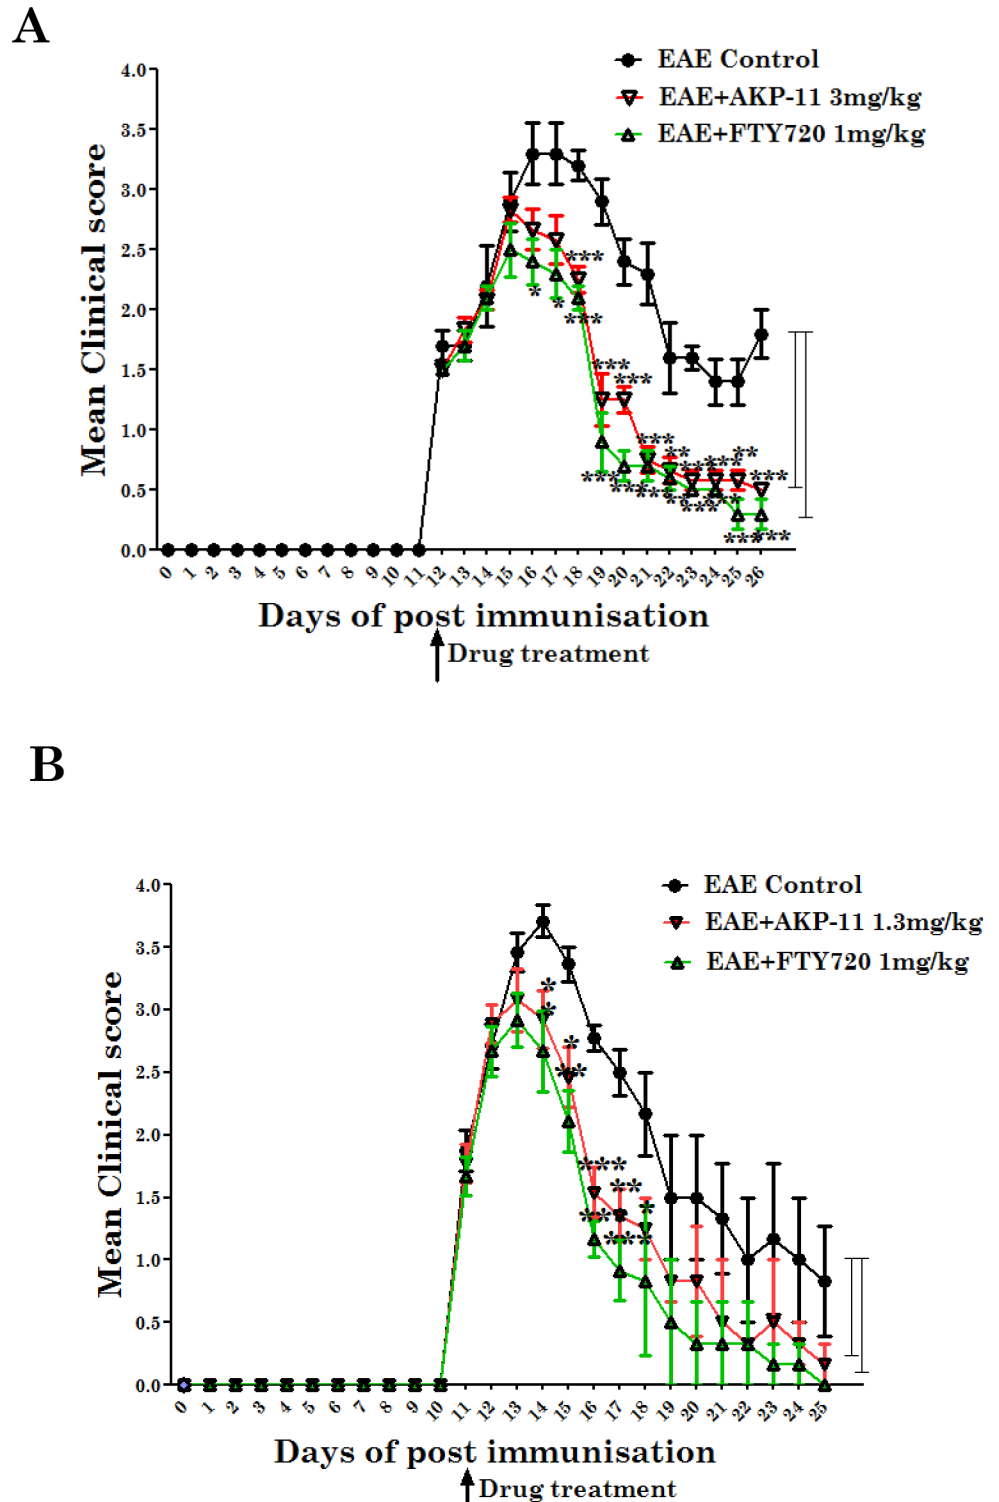 A
EAE Control
EAE+AKP-11 3mg/kg
EAE+FTY720 1mg/kg
Mean Clinical score
4.0
3.5
3.0
2.5
2.0
1.5
1.0
0.5
0.0
*** 
* * ***
*** ***
*** ** *** *** ** ***
*** *** *** ** *** *** *** ***
0 1 2 3 4 5 6 7 8 9 10 11 12 13 14 15 16 17 18 19 20 21 22 23 24 25 26
Days of post immunisation
Drug treatment
B
EAE Control
EAE+AKP-11 1.3mg/kg
EAE+FTY720 1mg/kg
Mean Clinical score
4.0
3.5
3.0
2.5
2.0
1.5
1.0
0.5
0.0
*
*
*
**
*** ** *
*** ***
0 1 2 3 4 5 6 7 8 9 10 11 12 13 14 15 16 17 18 19 20 21 22 23 24 25
Days of post immunisation
Drug treatment